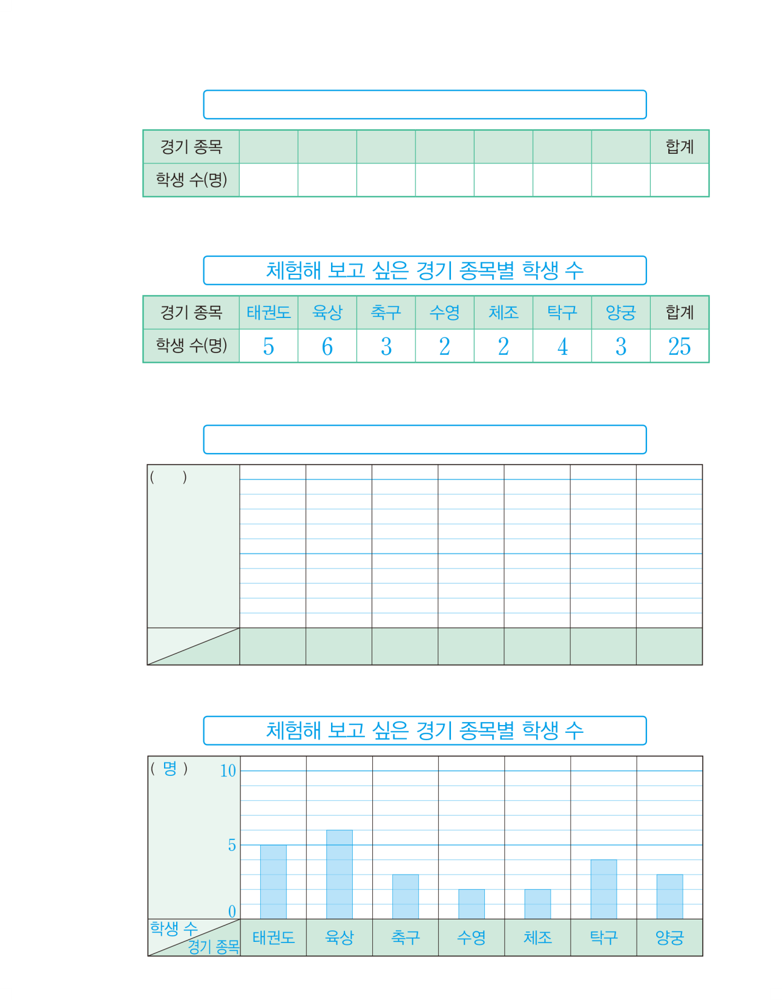 경기 종목 합계
학생 수(명)
체험해 보고 싶은 경기 종목별 학생 수
경기 종목 태권도 육상 축구 수영 체조 탁구 양궁 합계
학생 수(명) 5 6 3 2 2 4 3 25
( )
체험해 보고 싶은 경기 종목별 학생 수
( 명 ) 10
5
0
학생 수
경기 종목 태권도 육상 축구 수영 체조 탁구 양궁